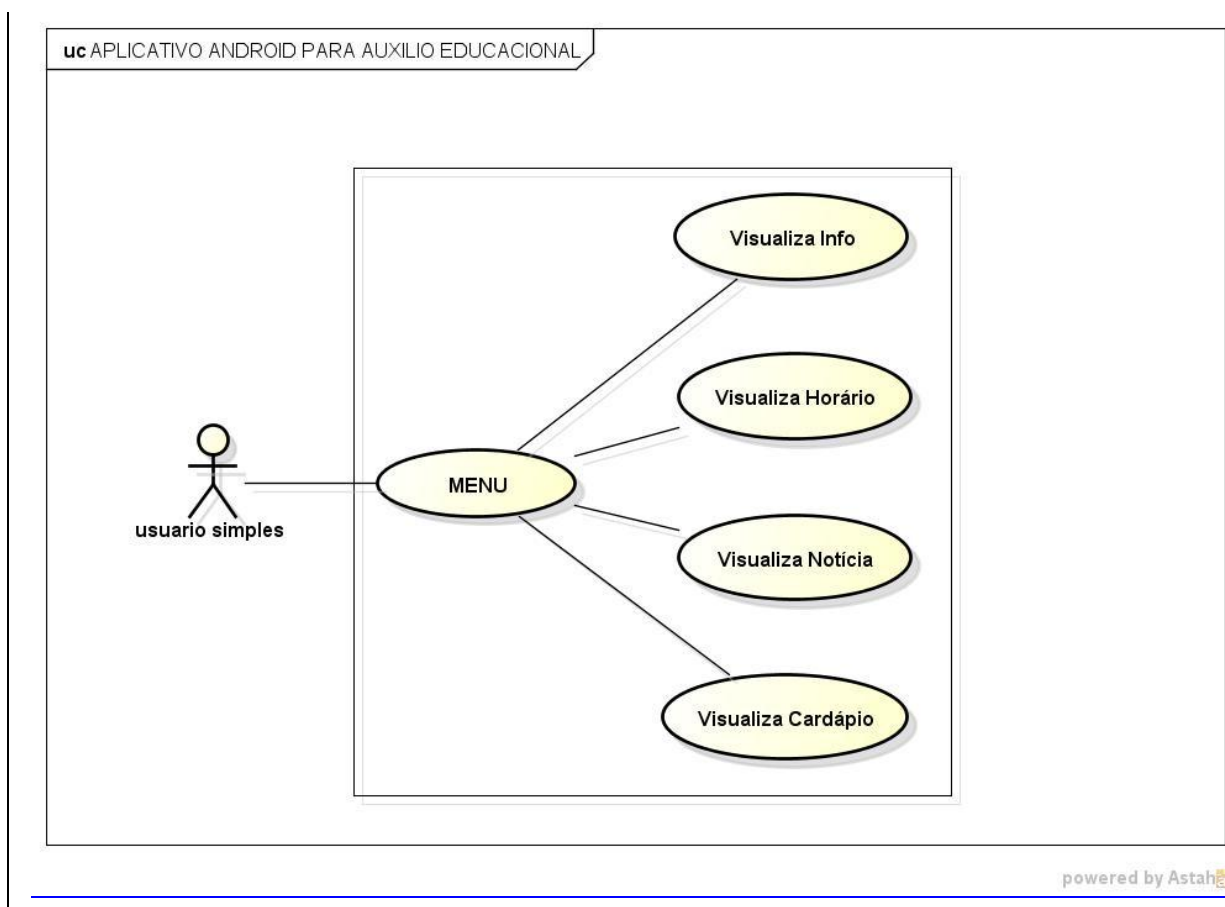 uc APLICATIVO ANDROID PARA AUXILIO EDUCACIONAL
Visualiza Info
Visualiza Horário
MENU
usuario simples
Visualiza Notícia
Visualiza Cardápio
powered by Astah